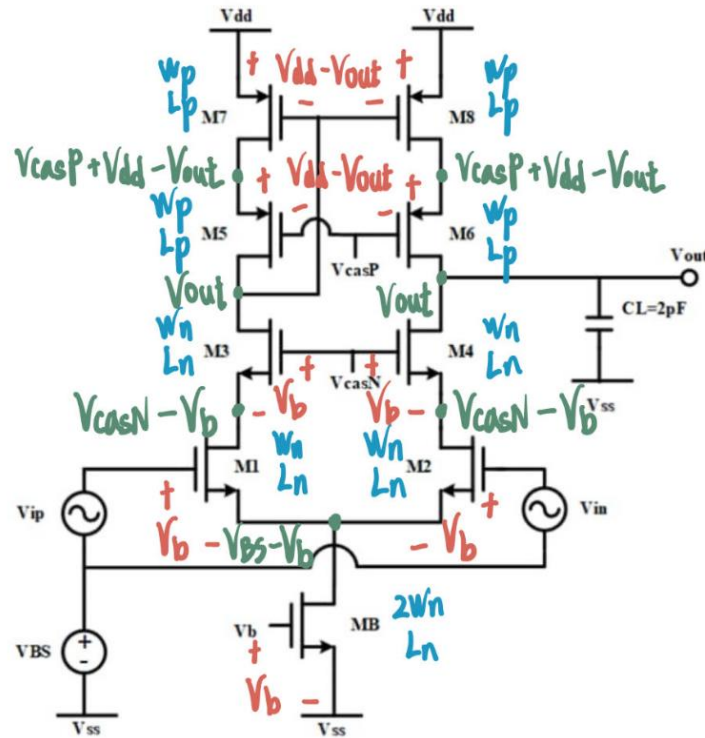 Vdd Vdd
Wp + Vdd-Vout + Wp
Lp - - Lp
M7 M8
VcasP+Vdd-Vout + Vdd-Vout + VcasP+Vdd-Vout
Wp - - Wp
Lp M5 M6 Lp
VcasP Vout
Vout Vout
CL=2pF
Wn Wn
Ln M3 M4 Ln
+ VcasN +
Vss
VcasN-Vb - Vb Vb - VcasN-Vb
Wn Wn
M1 Ln Ln M2
Vip + + Vin
Vb - VBS-Vb - Vb
2Wn
Vb MB Ln
VBS + - +
Vb -
Vss Vss